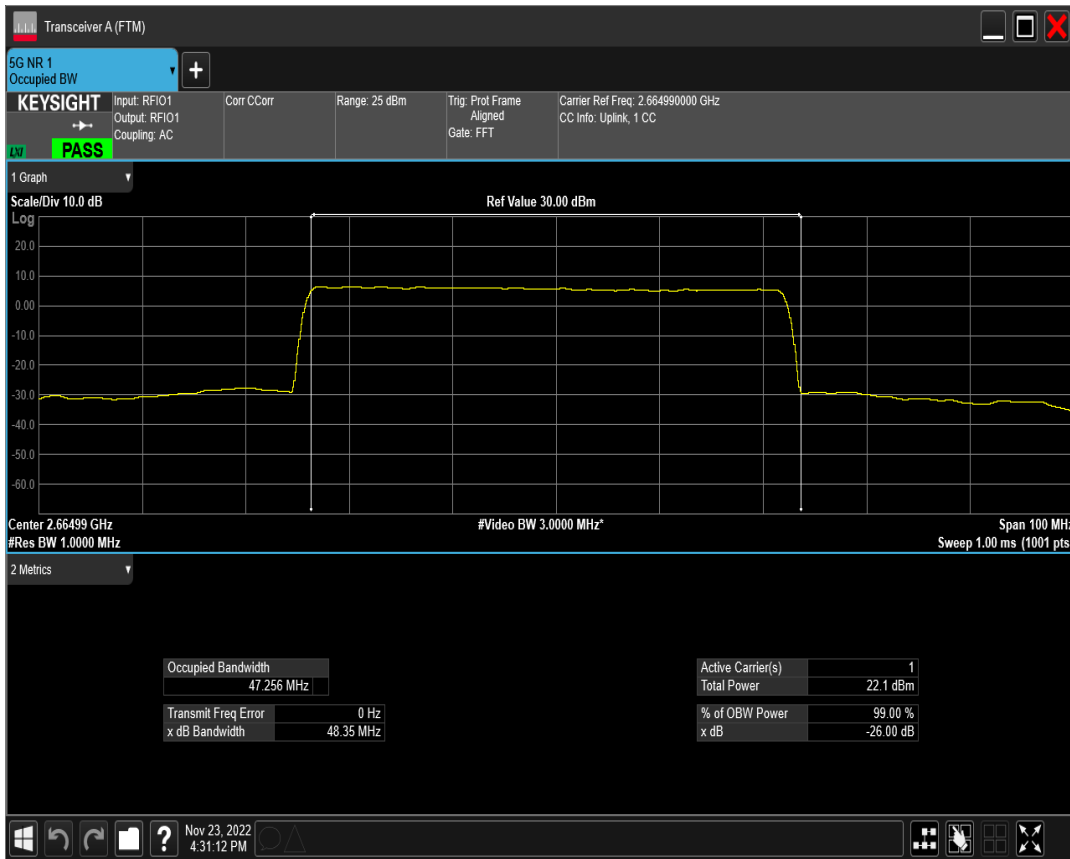 Transceiver A (FTM)
5G NR 1
Occupied BW
+
KEYSIGHT
LXI
PASS
Input: RFIO1
Output: RFIO1
Coupling: AC
Corr CCorr
Range: 25 dBm
Trig: Prot Frame
Aligned
Gate: FFT
Carrier Ref Freq: 2.664990000 GHz
CC Info: Uplink, 1 CC
1 Graph
Scale/Div 10.0 dB
Ref Value 30.00 dBm
Log
20.0
10.0
0.00
-10.0
-20.0
-30.0
-40.0
-50.0
-60.0
Center 2.66499 GHz
#Video BW 3.0000 MHz*
Span 100 MHz
#Res BW 1.0000 MHz
Sweep 1.00 ms (1001 pts
2 Metrics
Occupied Bandwidth
47.256 MHz
Transmit Freq Error 0 Hz
x dB Bandwidth 48.35 MHz
Active Carrier(s) 1
Total Power 22.1 dBm
% of OBW Power 99.00 %
x dB -26.00 dB
?
Nov 23, 2022
4:31:12 PM